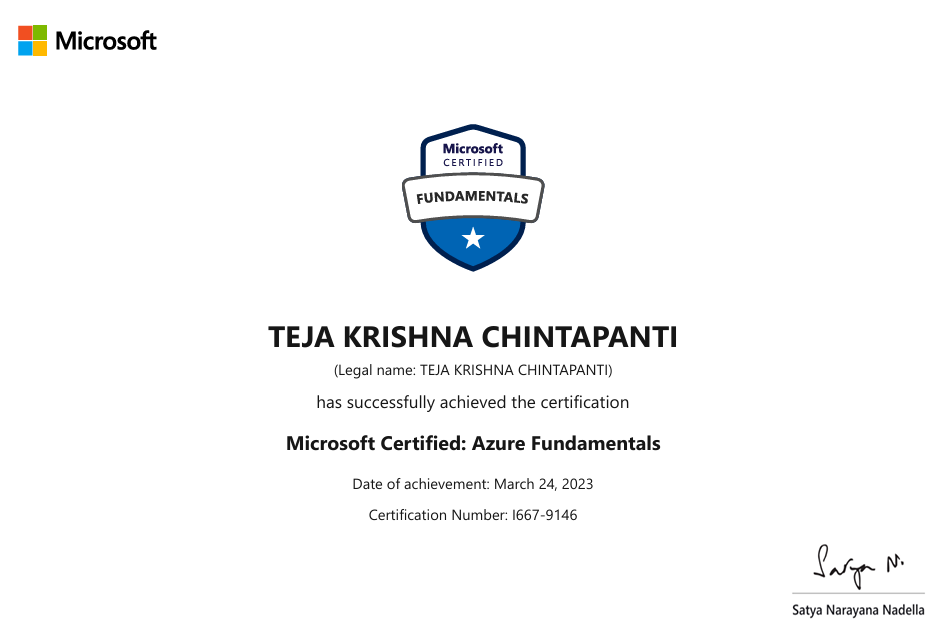 Microsoft
Microsoft
CERTIFIED
FUNDAMENTALS
TEJA KRISHNA CHINTAPANTI
(Legal name: TEJA KRISHNA CHINTAPANTI)
has successfully achieved the certification
Microsoft Certified: Azure Fundamentals
Date of achievement: March 24, 2023
Certification Number: I667-9146
Satya N.
Satya Narayana Nadella